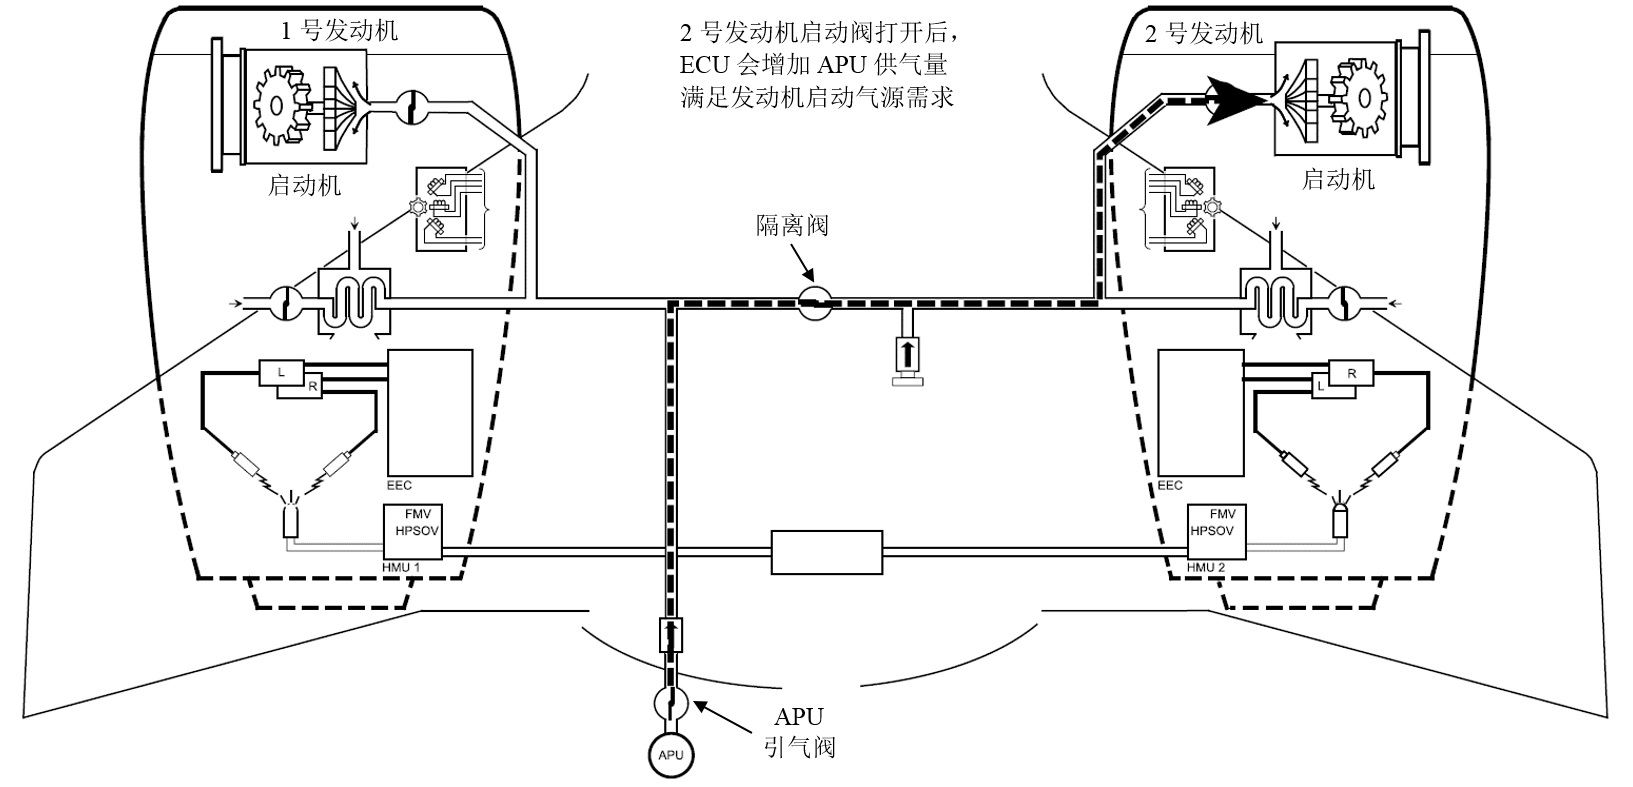 1 号发动机
2 号发动机启动阀打开后，
ECU 会增加 APU 供气量
满足发动机启动气源需求
2 号发动机
启动机
启动机
隔离阀
L
R
R
L
EEC
EEC
FMV
HPSOV
HMU 1
FMV
HPSOV
HMU 2
APU
引气阀
APU